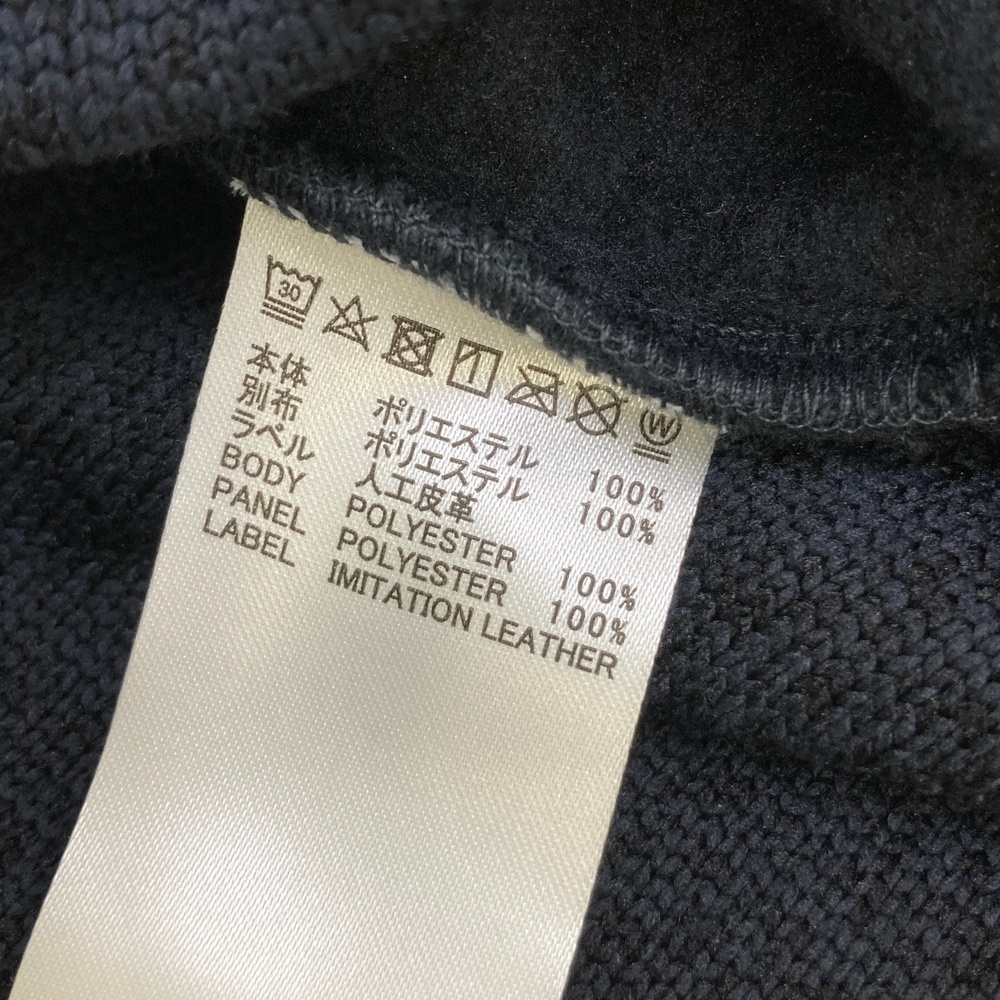 30
W
本体 ポリエステル 100%
別布 ポリエステル 100%
ラベル 人工皮革
BODY POLYESTER 100%
PANEL POLYESTER 100%
LABEL IMITATION LEATHER